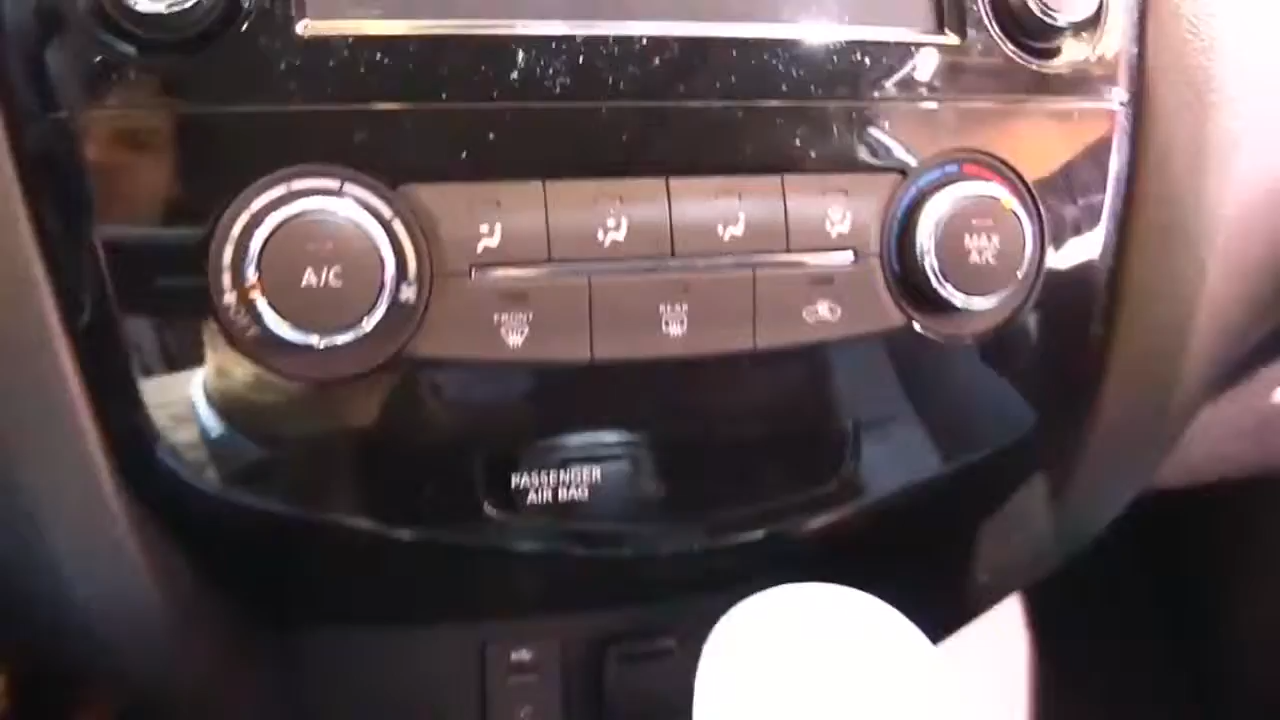 A/C
MAX
A/C
FRONT
REAR
PASSENGER
AIR BAG